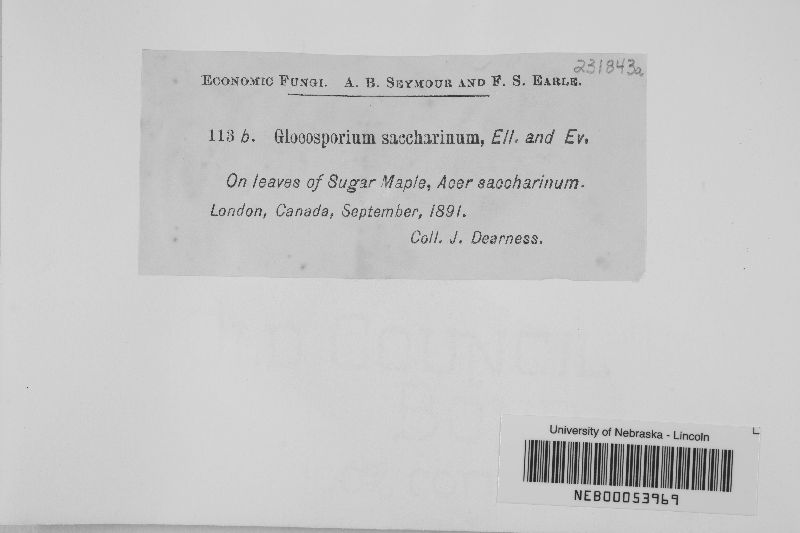 231843a
ECONOMIC FUNGI. A. B. SEYMOUR AND F. S. EARLE.
113 b. Gloeosporium saccharinum, Ell. and Ev.
On leaves of Sugar Maple, Acer saccharinum.
London, Canada, September, 1891.
Coll. J. Dearness.
University of Nebraska - Lincoln
NEB00053969